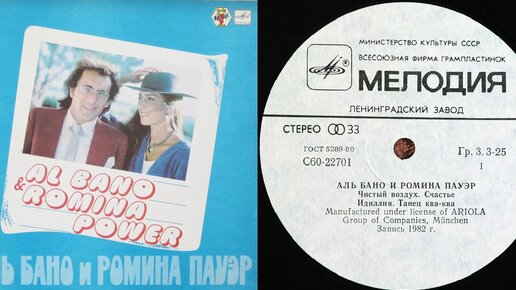 AL BANO
& ROMINA
POWER
ЛЬ БАНО и РОМИНА ПАУЭР
МИНИСТЕРСТВО КУЛЬТУРЫ СССР
ВСЕСОЮЗНАЯ ФИРМА ГРАМПЛАСТИНОК
МЕЛОДИЯ
ЛЕНИНГРАДСКИЙ ЗАВОД
СТЕРЕО 33
ГОСТ 5289-80
Гр. 3. 3-25
С60-22701
1
АЛЬ БАНО И РОМИНА ПАУЭР
Чистый воздух. Счастье
Идиллия. Танец ква-ква
Manufactured under license of ARIOLA
Group of Companies, München
Запись 1982 г.